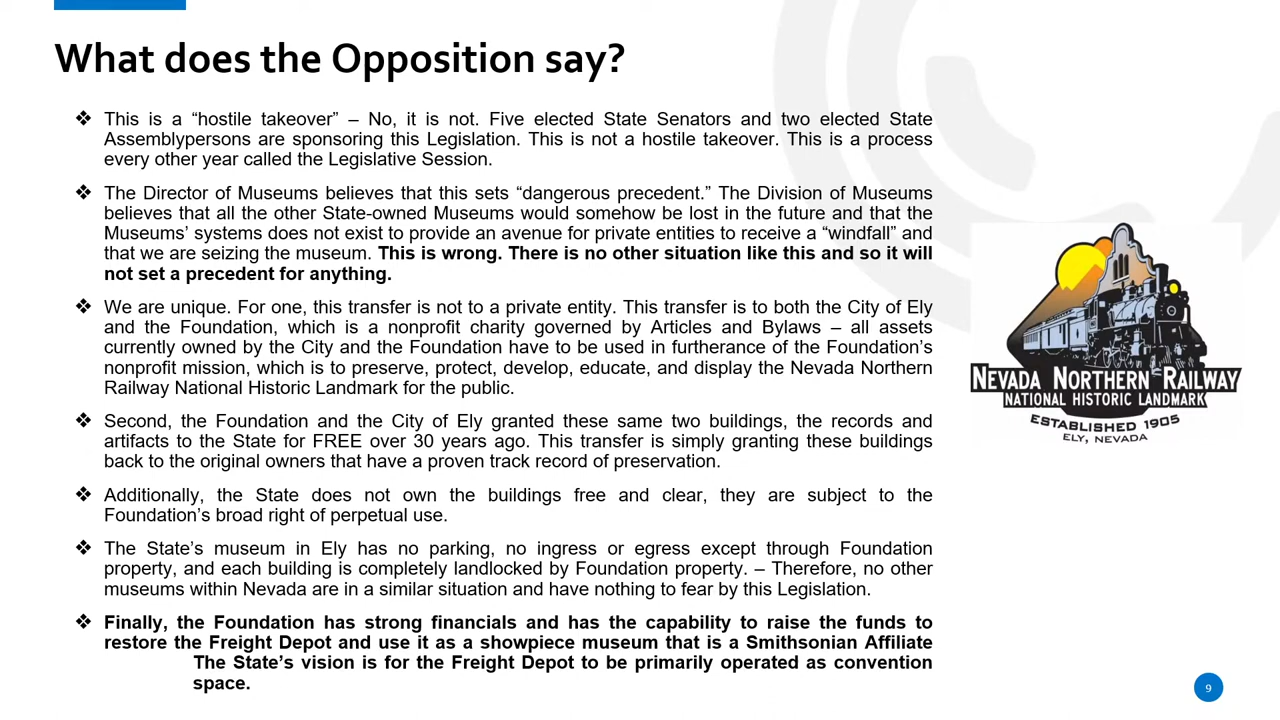 What does the Opposition say?
❖ This is a “hostile takeover” – No, it is not. Five elected State Senators and two elected State
Assemblypersons are sponsoring this Legislation. This is not a hostile takeover. This is a process
every other year called the Legislative Session.
❖ The Director of Museums believes that this sets “dangerous precedent.” The Division of Museums
believes that all the other State-owned Museums would somehow be lost in the future and that the
Museums’ systems does not exist to provide an avenue for private entities to receive a “windfall” and
that we are seizing the museum. This is wrong. There is no other situation like this and so it will
not set a precedent for anything.
❖ We are unique. For one, this transfer is not to a private entity. This transfer is to both the City of Ely
and the Foundation, which is a nonprofit charity governed by Articles and Bylaws – all assets
currently owned by the City and the Foundation have to be used in furtherance of the Foundation’s
nonprofit mission, which is to preserve, protect, develop, educate, and display the Nevada Northern
Railway National Historic Landmark for the public.
❖ Second, the Foundation and the City of Ely granted these same two buildings, the records and
artifacts to the State for FREE over 30 years ago. This transfer is simply granting these buildings
back to the original owners that have a proven track record of preservation.
❖ Additionally, the State does not own the buildings free and clear, they are subject to the
Foundation’s broad right of perpetual use.
❖ The State’s museum in Ely has no parking, no ingress or egress except through Foundation
property, and each building is completely landlocked by Foundation property. – Therefore, no other
museums within Nevada are in a similar situation and have nothing to fear by this Legislation.
❖ Finally, the Foundation has strong financials and has the capability to raise the funds to
restore the Freight Depot and use it as a showpiece museum that is a Smithsonian Affiliate
The State’s vision is for the Freight Depot to be primarily operated as convention
space.
NEVADA NORTHERN RAILWAY
NATIONAL HISTORIC LANDMARK
ESTABLISHED 1905
ELY, NEVADA
9